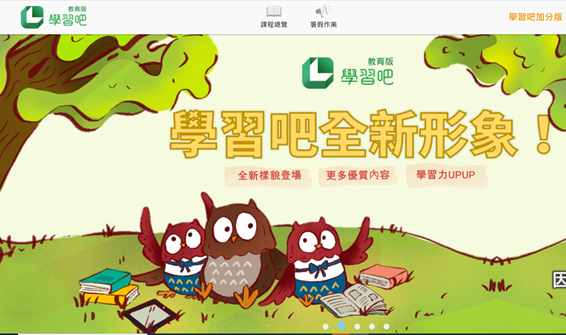 教育版
學習吧
課程總覽
暑假作業
學習吧加分版
教育版
學習吧
學習吧全新形象！
全新樣貌登場
更多優質內容
學習力UPUP
因